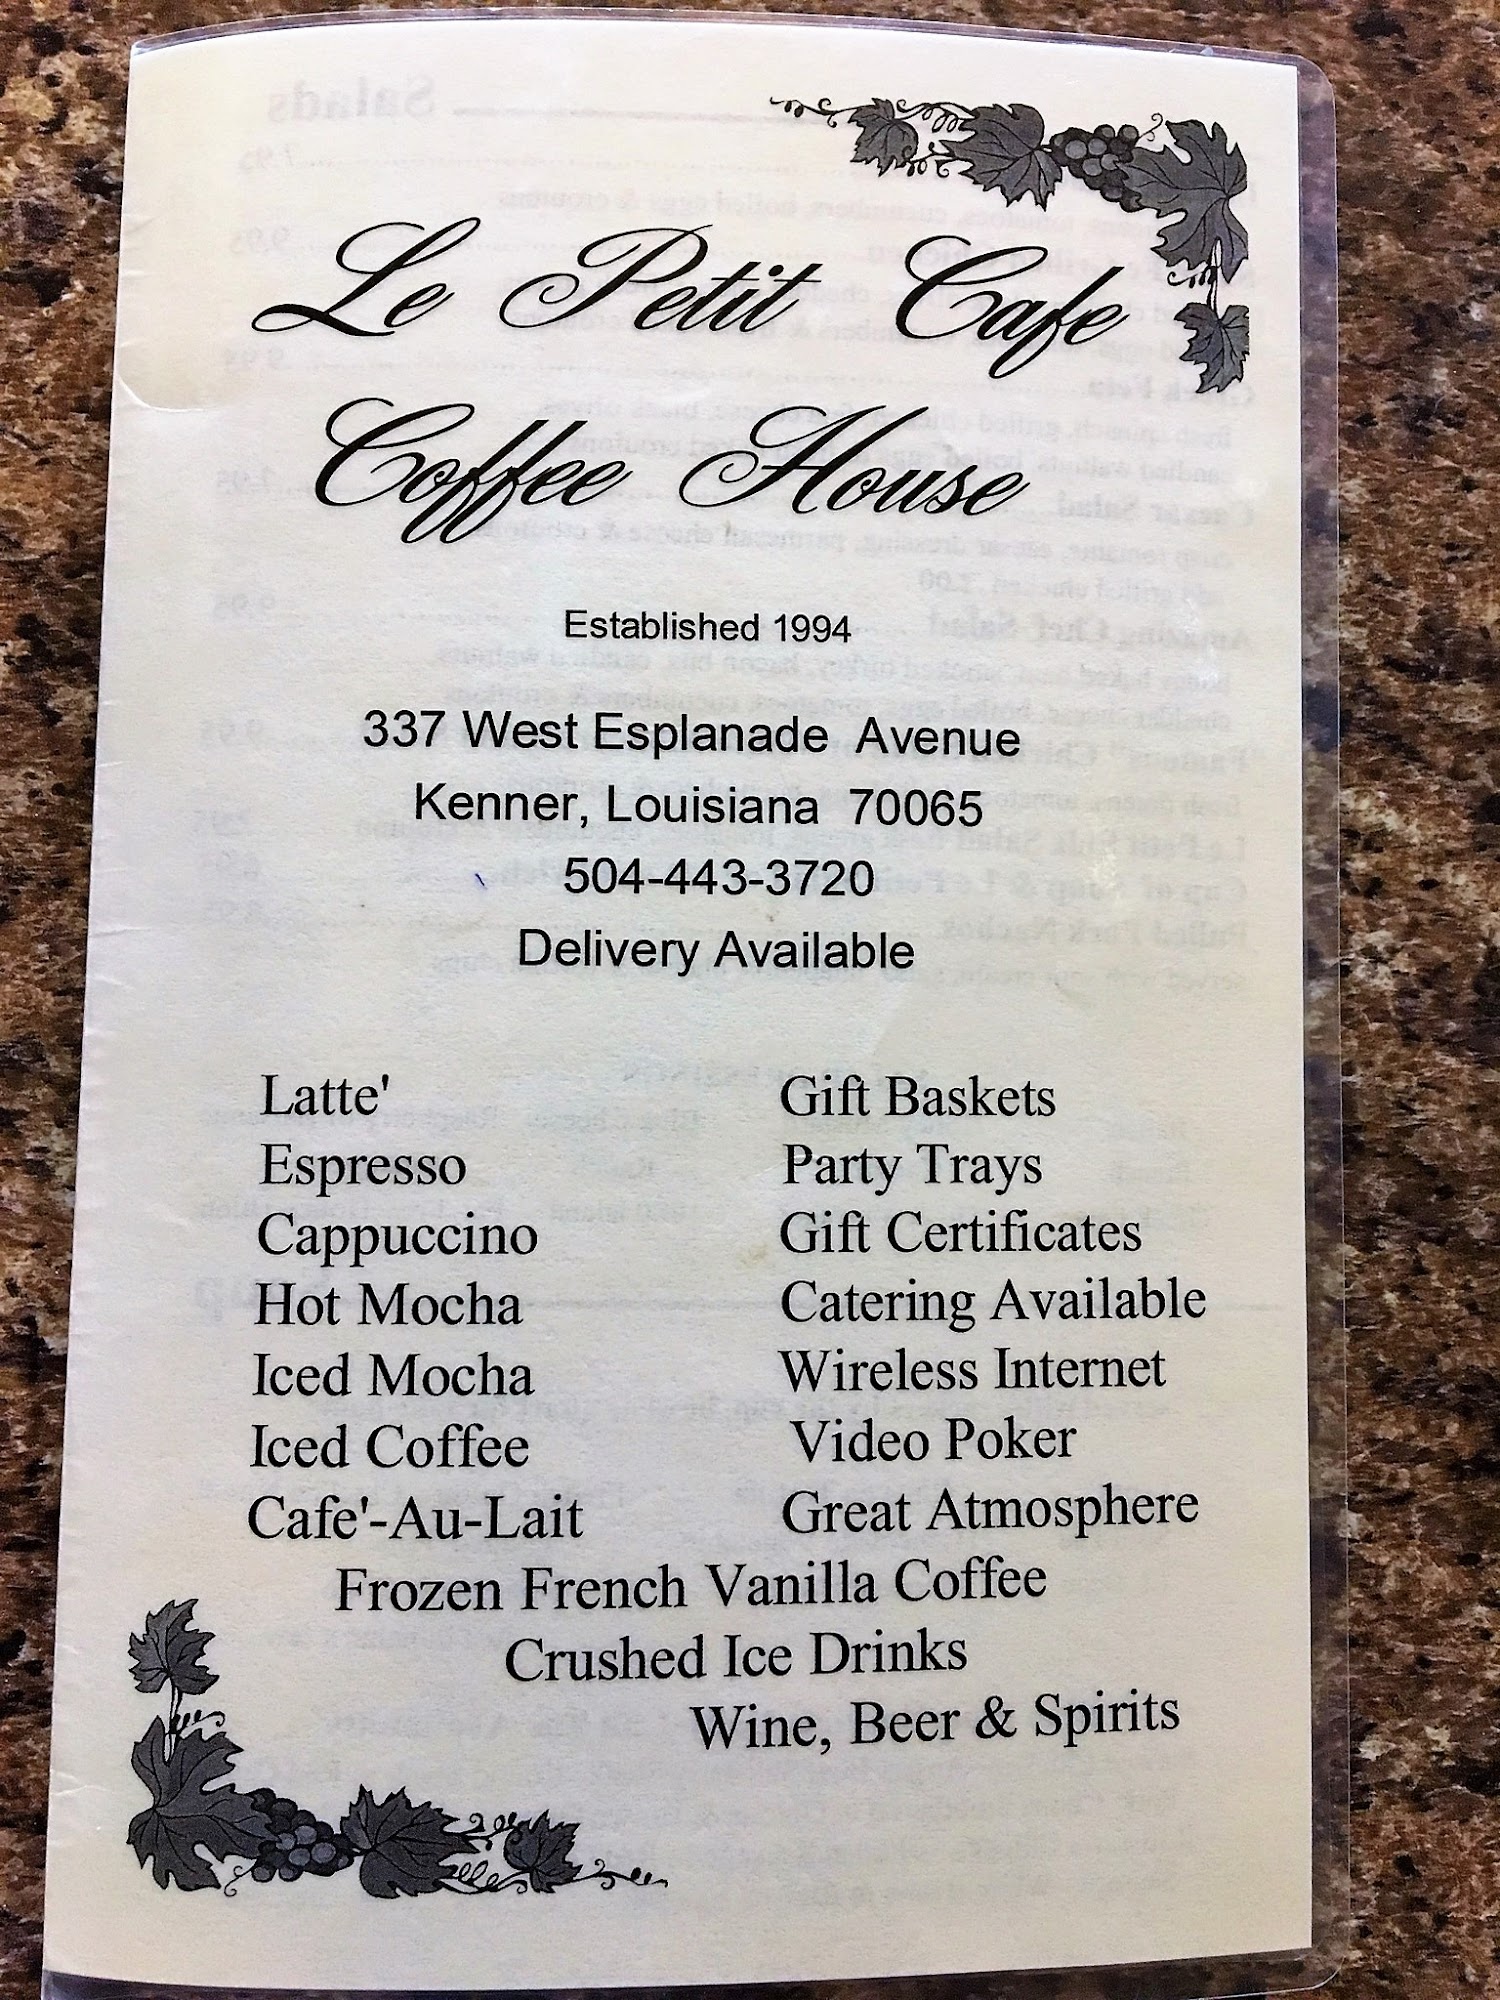 Le Petit Cafe
Coffee House
Established 1994
337 West Esplanade Avenue
Kenner, Louisiana 70065
504-443-3720
Delivery Available
Latte'
Espresso
Cappuccino
Hot Mocha
Iced Mocha
Iced Coffee
Cafe'-Au-Lait
Gift Baskets
Party Trays
Gift Certificates
Catering Available
Wireless Internet
Video Poker
Great Atmosphere
Frozen French Vanilla Coffee
Crushed Ice Drinks
Wine, Beer & Spirits